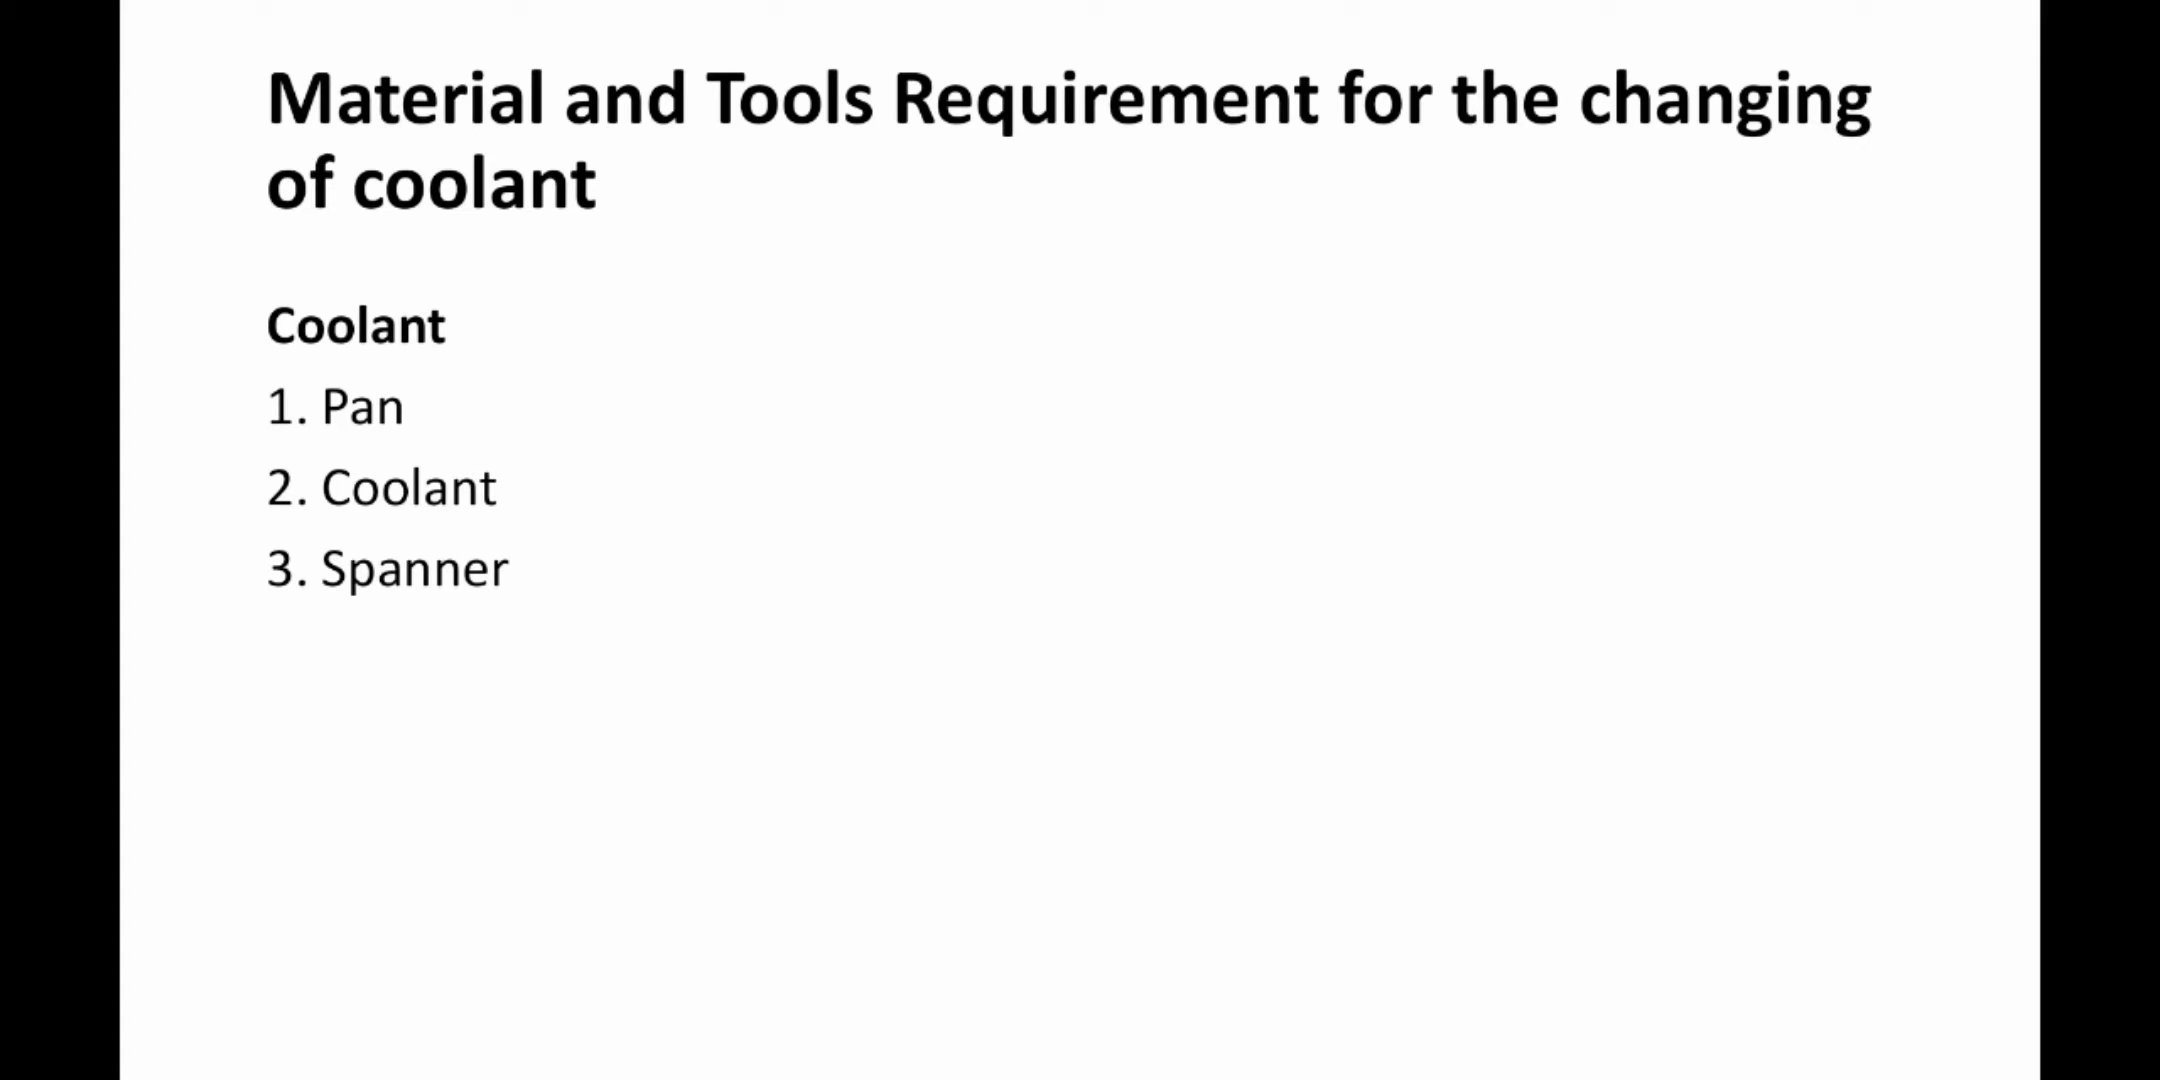 Material and Tools Requirement for the changing
of coolant
Coolant
1. Pan
2. Coolant
3. Spanner